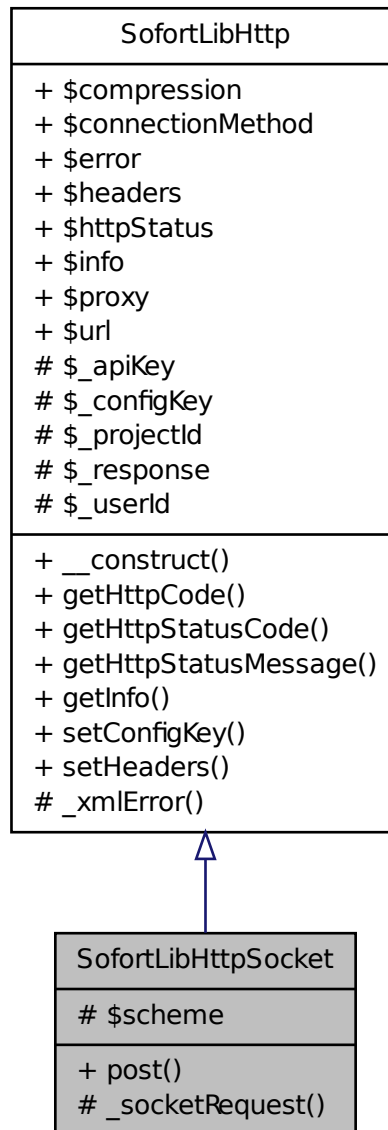 SofortLibHttp
+ $compression
+ $connectionMethod
+ $error
+ $headers
+ $httpStatus
+ $info
+ $proxy
+ $url
# $_apiKey
# $_configKey
# $_projectId
# $_response
# $_userId
+ __construct()
+ getHttpCode()
+ getHttpStatusCode()
+ getHttpStatusMessage()
+ getInfo()
+ setConfigKey()
+ setHeaders()
# _xmlError()
SofortLibHttpSocket
# $scheme
+ post()
# _socketRequest()